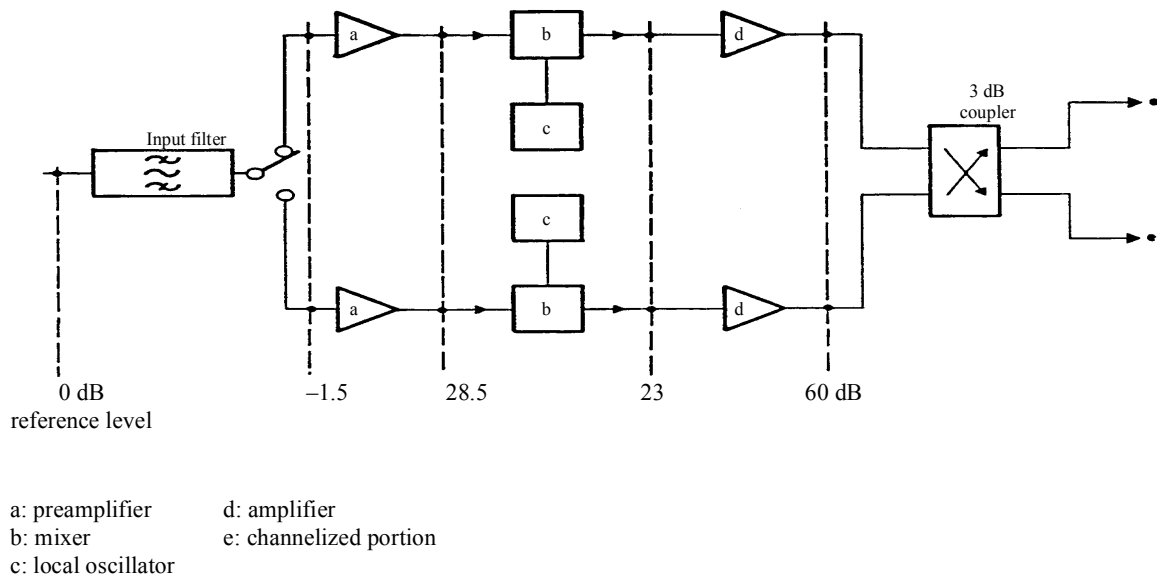 a
b
d
3 dB
coupler
c
Input filter
c
a
b
d
0 dB
–1.5
28.5
23
60 dB
reference level
a: preamplifier
d: amplifier
b: mixer
e: channelized portion
c: local oscillator